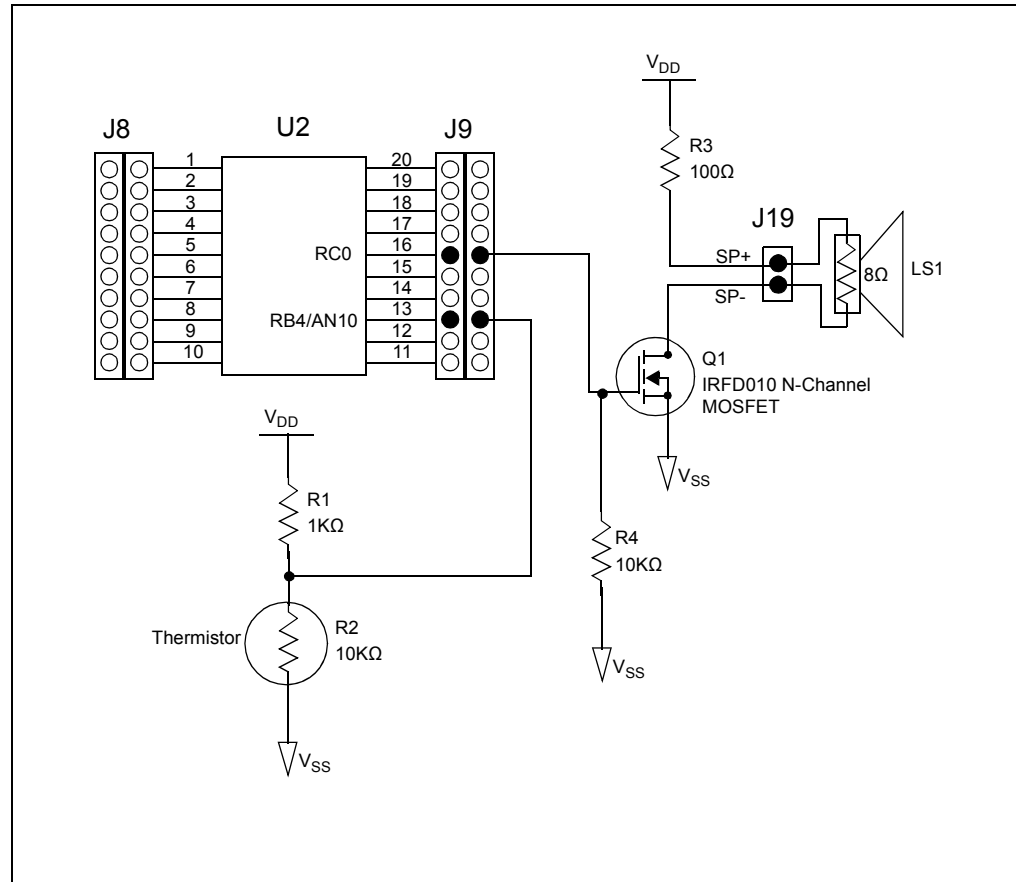 VDD
J8 U2 J9
R3
100Ω
1 20
2 19
3 18
4 17
5 RC0 16
6 15
7 14
8 RB4/AN10 13
9 12
10 11
J19
SP+
SP-
8Ω
LS1
Q1
IRFD010 N-Channel
MOSFET
VSS
VDD
R1
1KΩ
R4
10KΩ
Thermistor
R2
10KΩ
VSS
VSS